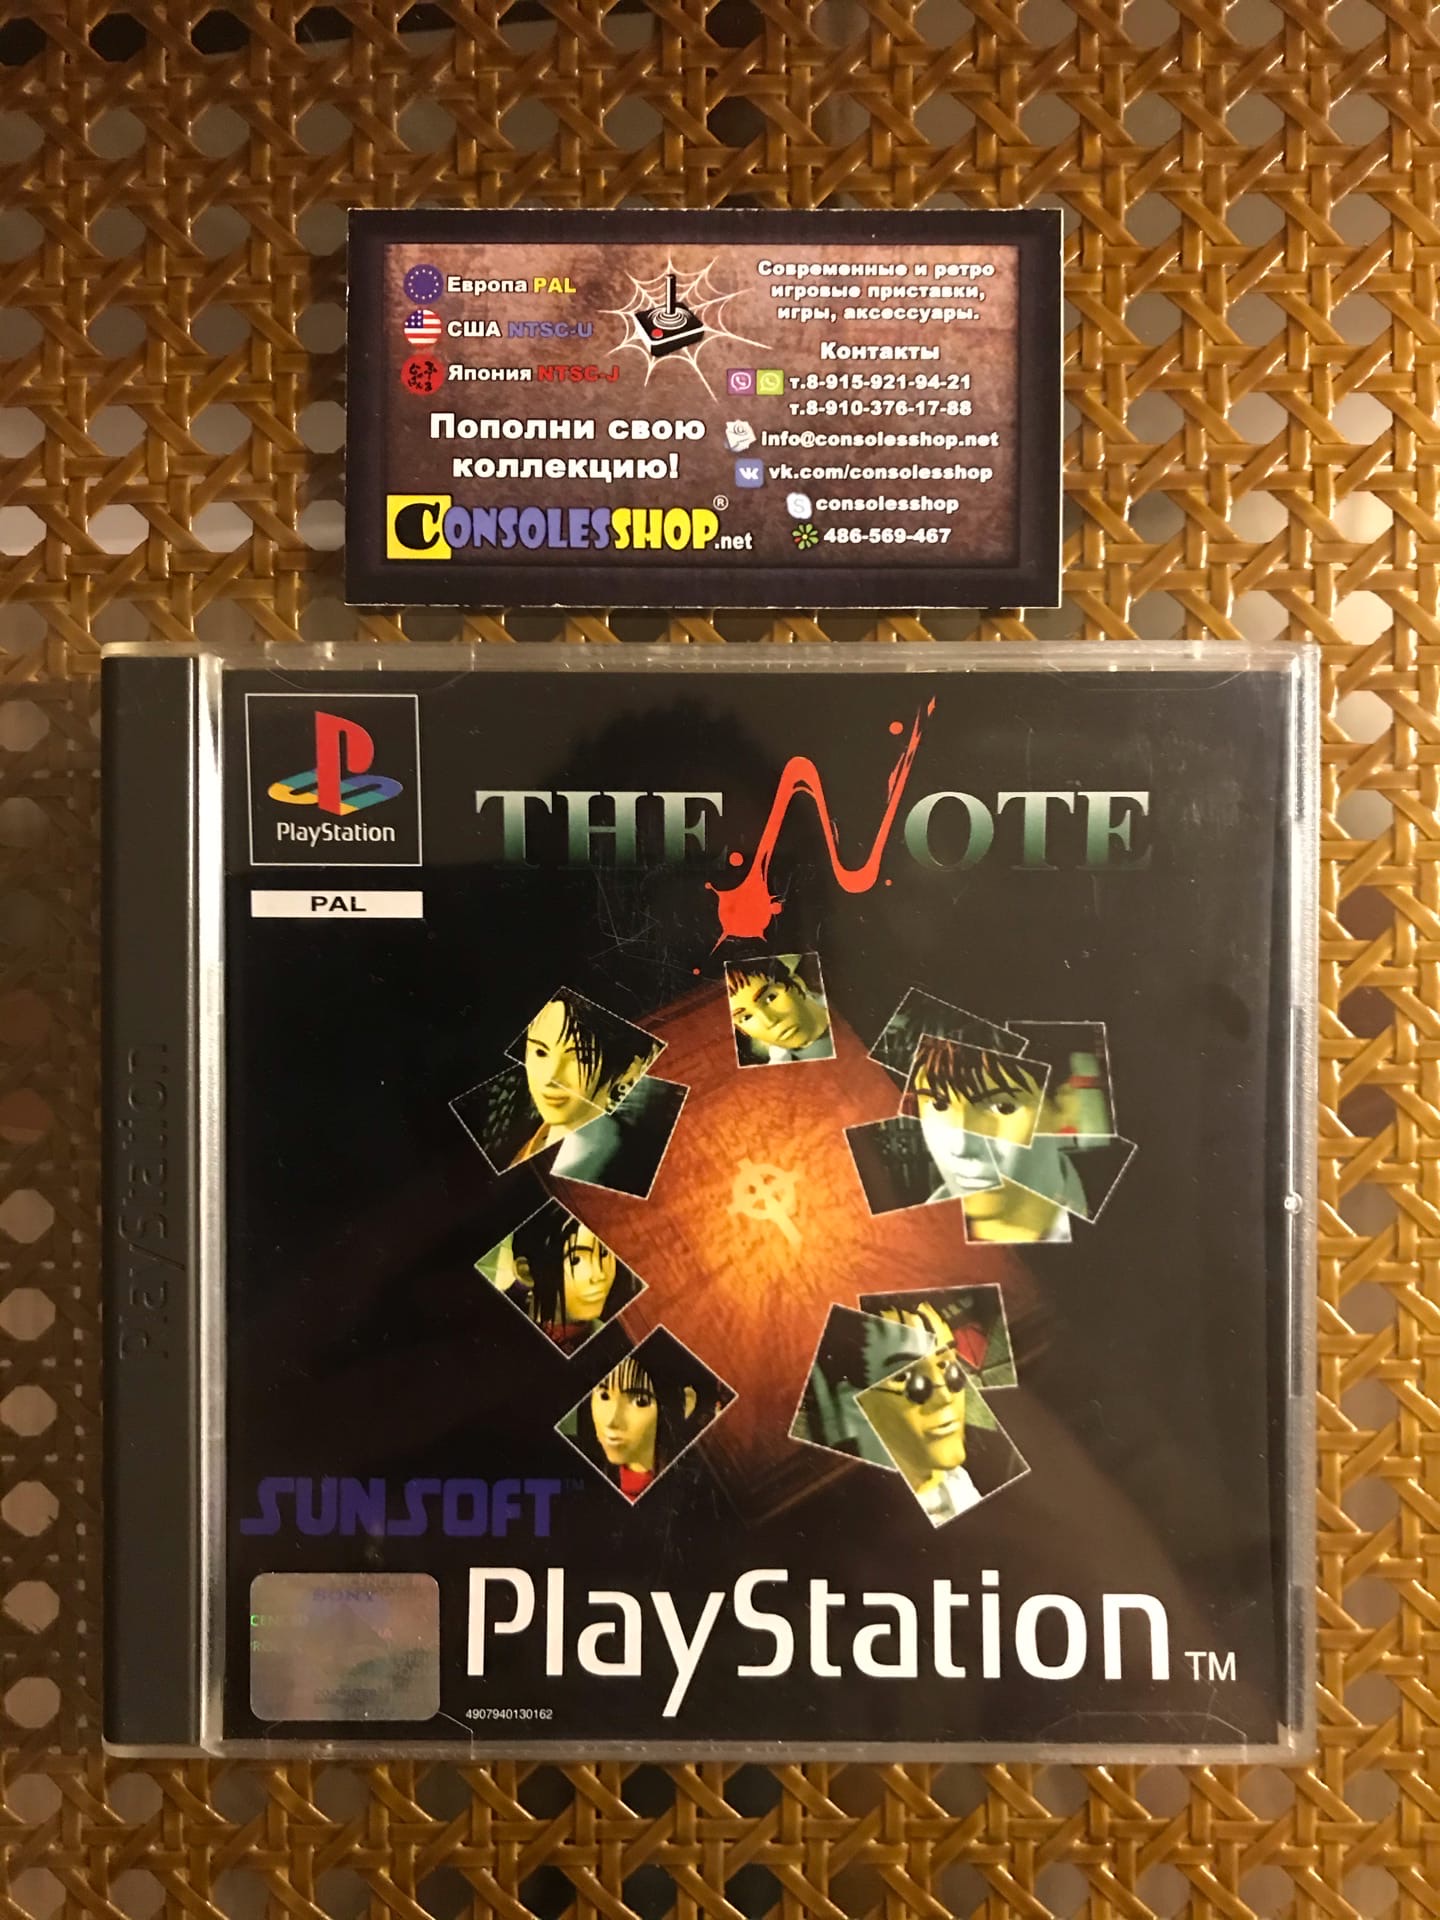 Европа PAL
США NTSC-U
Япония NTSC-J
Пополни свою
коллекцию!
CONSOLESSHOP®.net
Современные и ретро
игровые приставки,
игры, аксессуары.
Контакты
т.8-915-921-94-21
т.8-910-376-17-88
info@consolesshop.net
vk.com/consolesshop
consolesshop
486-569-467
PlayStation
PlayStation
PAL
THE NOTE
SUNSOFT™
SONY
PlayStation™
4907940130162